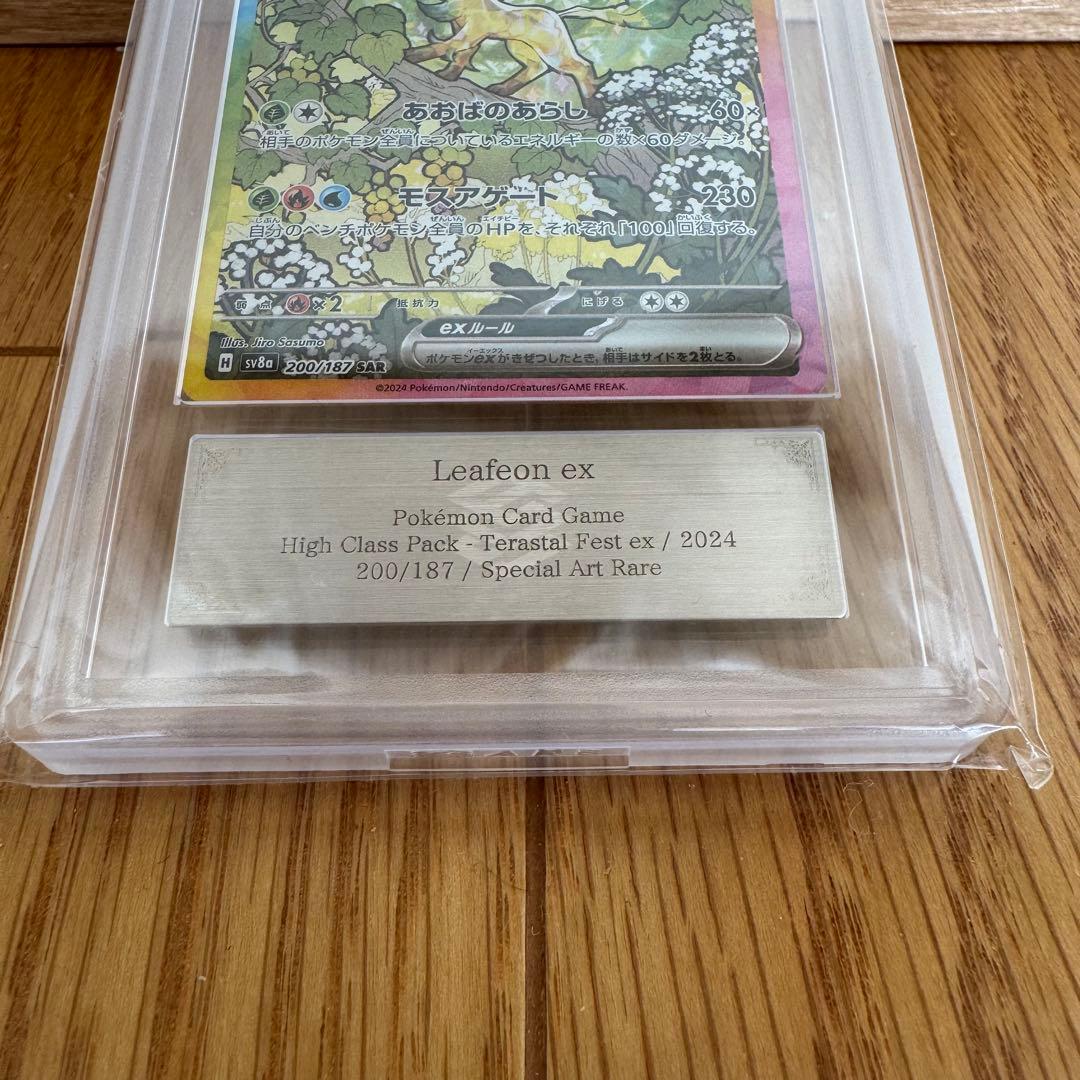 あおばのあらし 60×
相手のポケモン全員についているエネルギーの数×60ダメージ。
モスアゲート 230
自分のベンチポケモン全員のHPを、それぞれ「100」回復する。
弱点 ×2 抵抗力 にげる
exルール
ポケモンexがきぜつしたとき、相手はサイドを2枚とる。
Illus. Jiro Sasumo
H sv8a 200/187 SAR
©2024 Pokémon/Nintendo/Creatures/GAME FREAK.
Leafeon ex
Pokémon Card Game
High Class Pack - Terastal Fest ex / 2024
200/187 / Special Art Rare